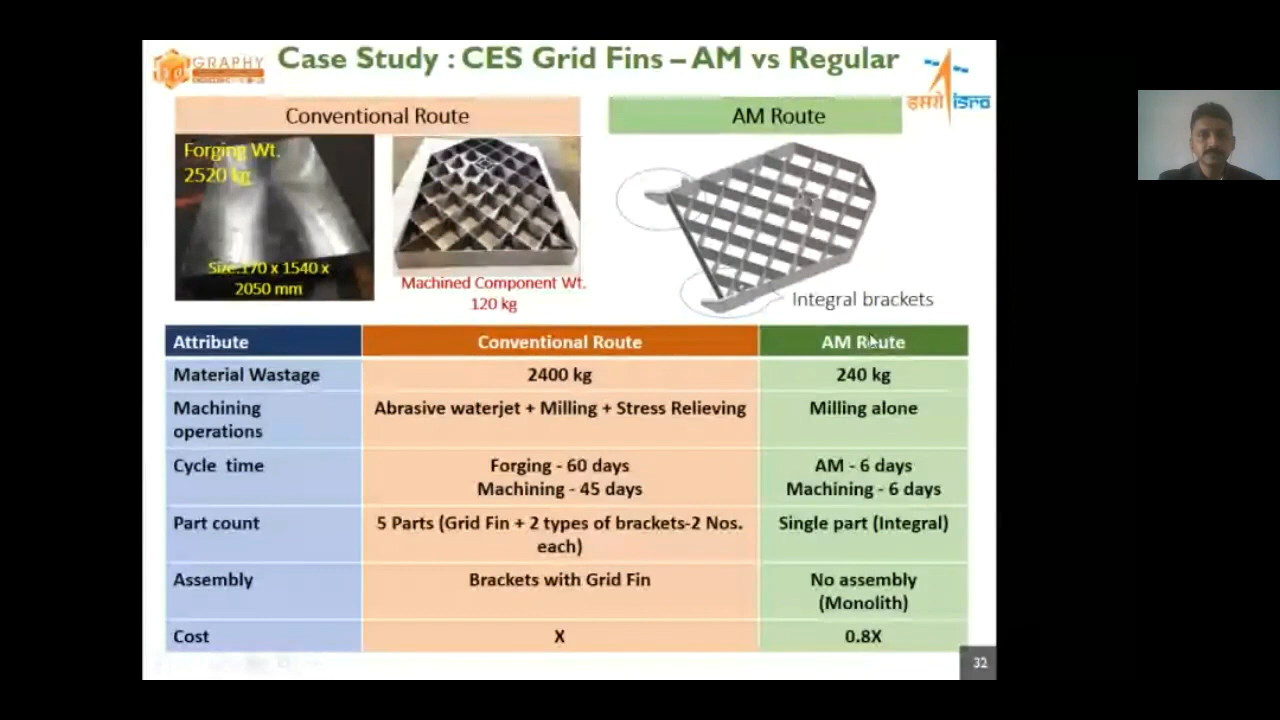 Case Study : CES Grid Fins – AM vs Regular
GRAPHY
इसरो isro
Conventional Route
AM Route
Forging Wt.
2520 kg
Size:170 x 1540 x
2050 mm
Machined Component Wt.
120 kg
Integral brackets
Attribute
Conventional Route
AM Route
Material Wastage
2400 kg
240 kg
Machining
operations
Abrasive waterjet + Milling + Stress Relieving
Milling alone
Cycle time
Forging - 60 days
Machining - 45 days
AM - 6 days
Machining - 6 days
Part count
5 Parts (Grid Fin + 2 types of brackets-2 Nos.
each)
Single part (Integral)
Assembly
Brackets with Grid Fin
No assembly
(Monolith)
Cost
X
0.8X
32